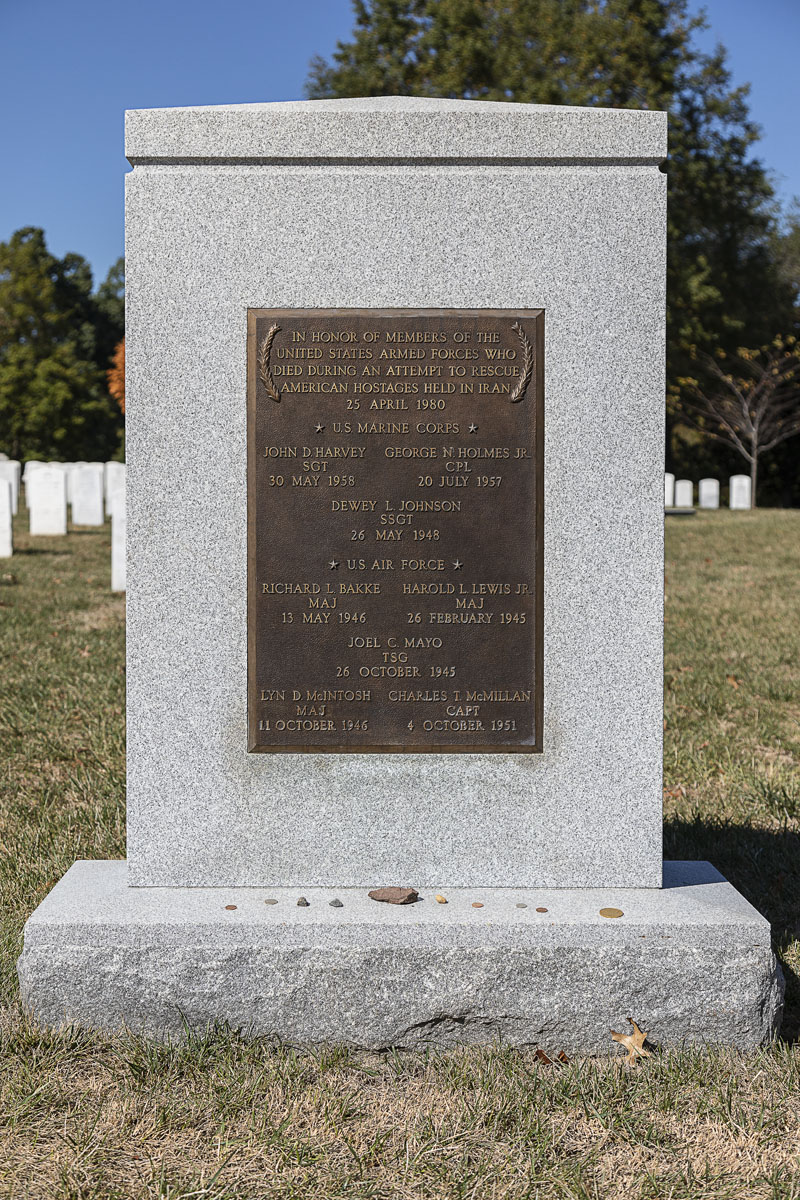 IN HONOR OF MEMBERS OF THE
UNITED STATES ARMED FORCES WHO
DIED DURING AN ATTEMPT TO RESCUE
AMERICAN HOSTAGES HELD IN IRAN
25 APRIL 1980
★ U.S. MARINE CORPS ★
JOHN D. HARVEY GEORGE N. HOLMES JR.
SGT CPL
30 MAY 1958 20 JULY 1957
DEWEY L. JOHNSON
SSGT
26 MAY 1948
★ U.S. AIR FORCE ★
RICHARD L. BAKKE HAROLD L. LEWIS JR.
MAJ MAJ
13 MAY 1946 26 FEBRUARY 1945
JOEL C. MAYO
TSG
26 OCTOBER 1945
LYN D. McINTOSH CHARLES T. McMILLAN
MAJ CAPT
11 OCTOBER 1946 4 OCTOBER 1951